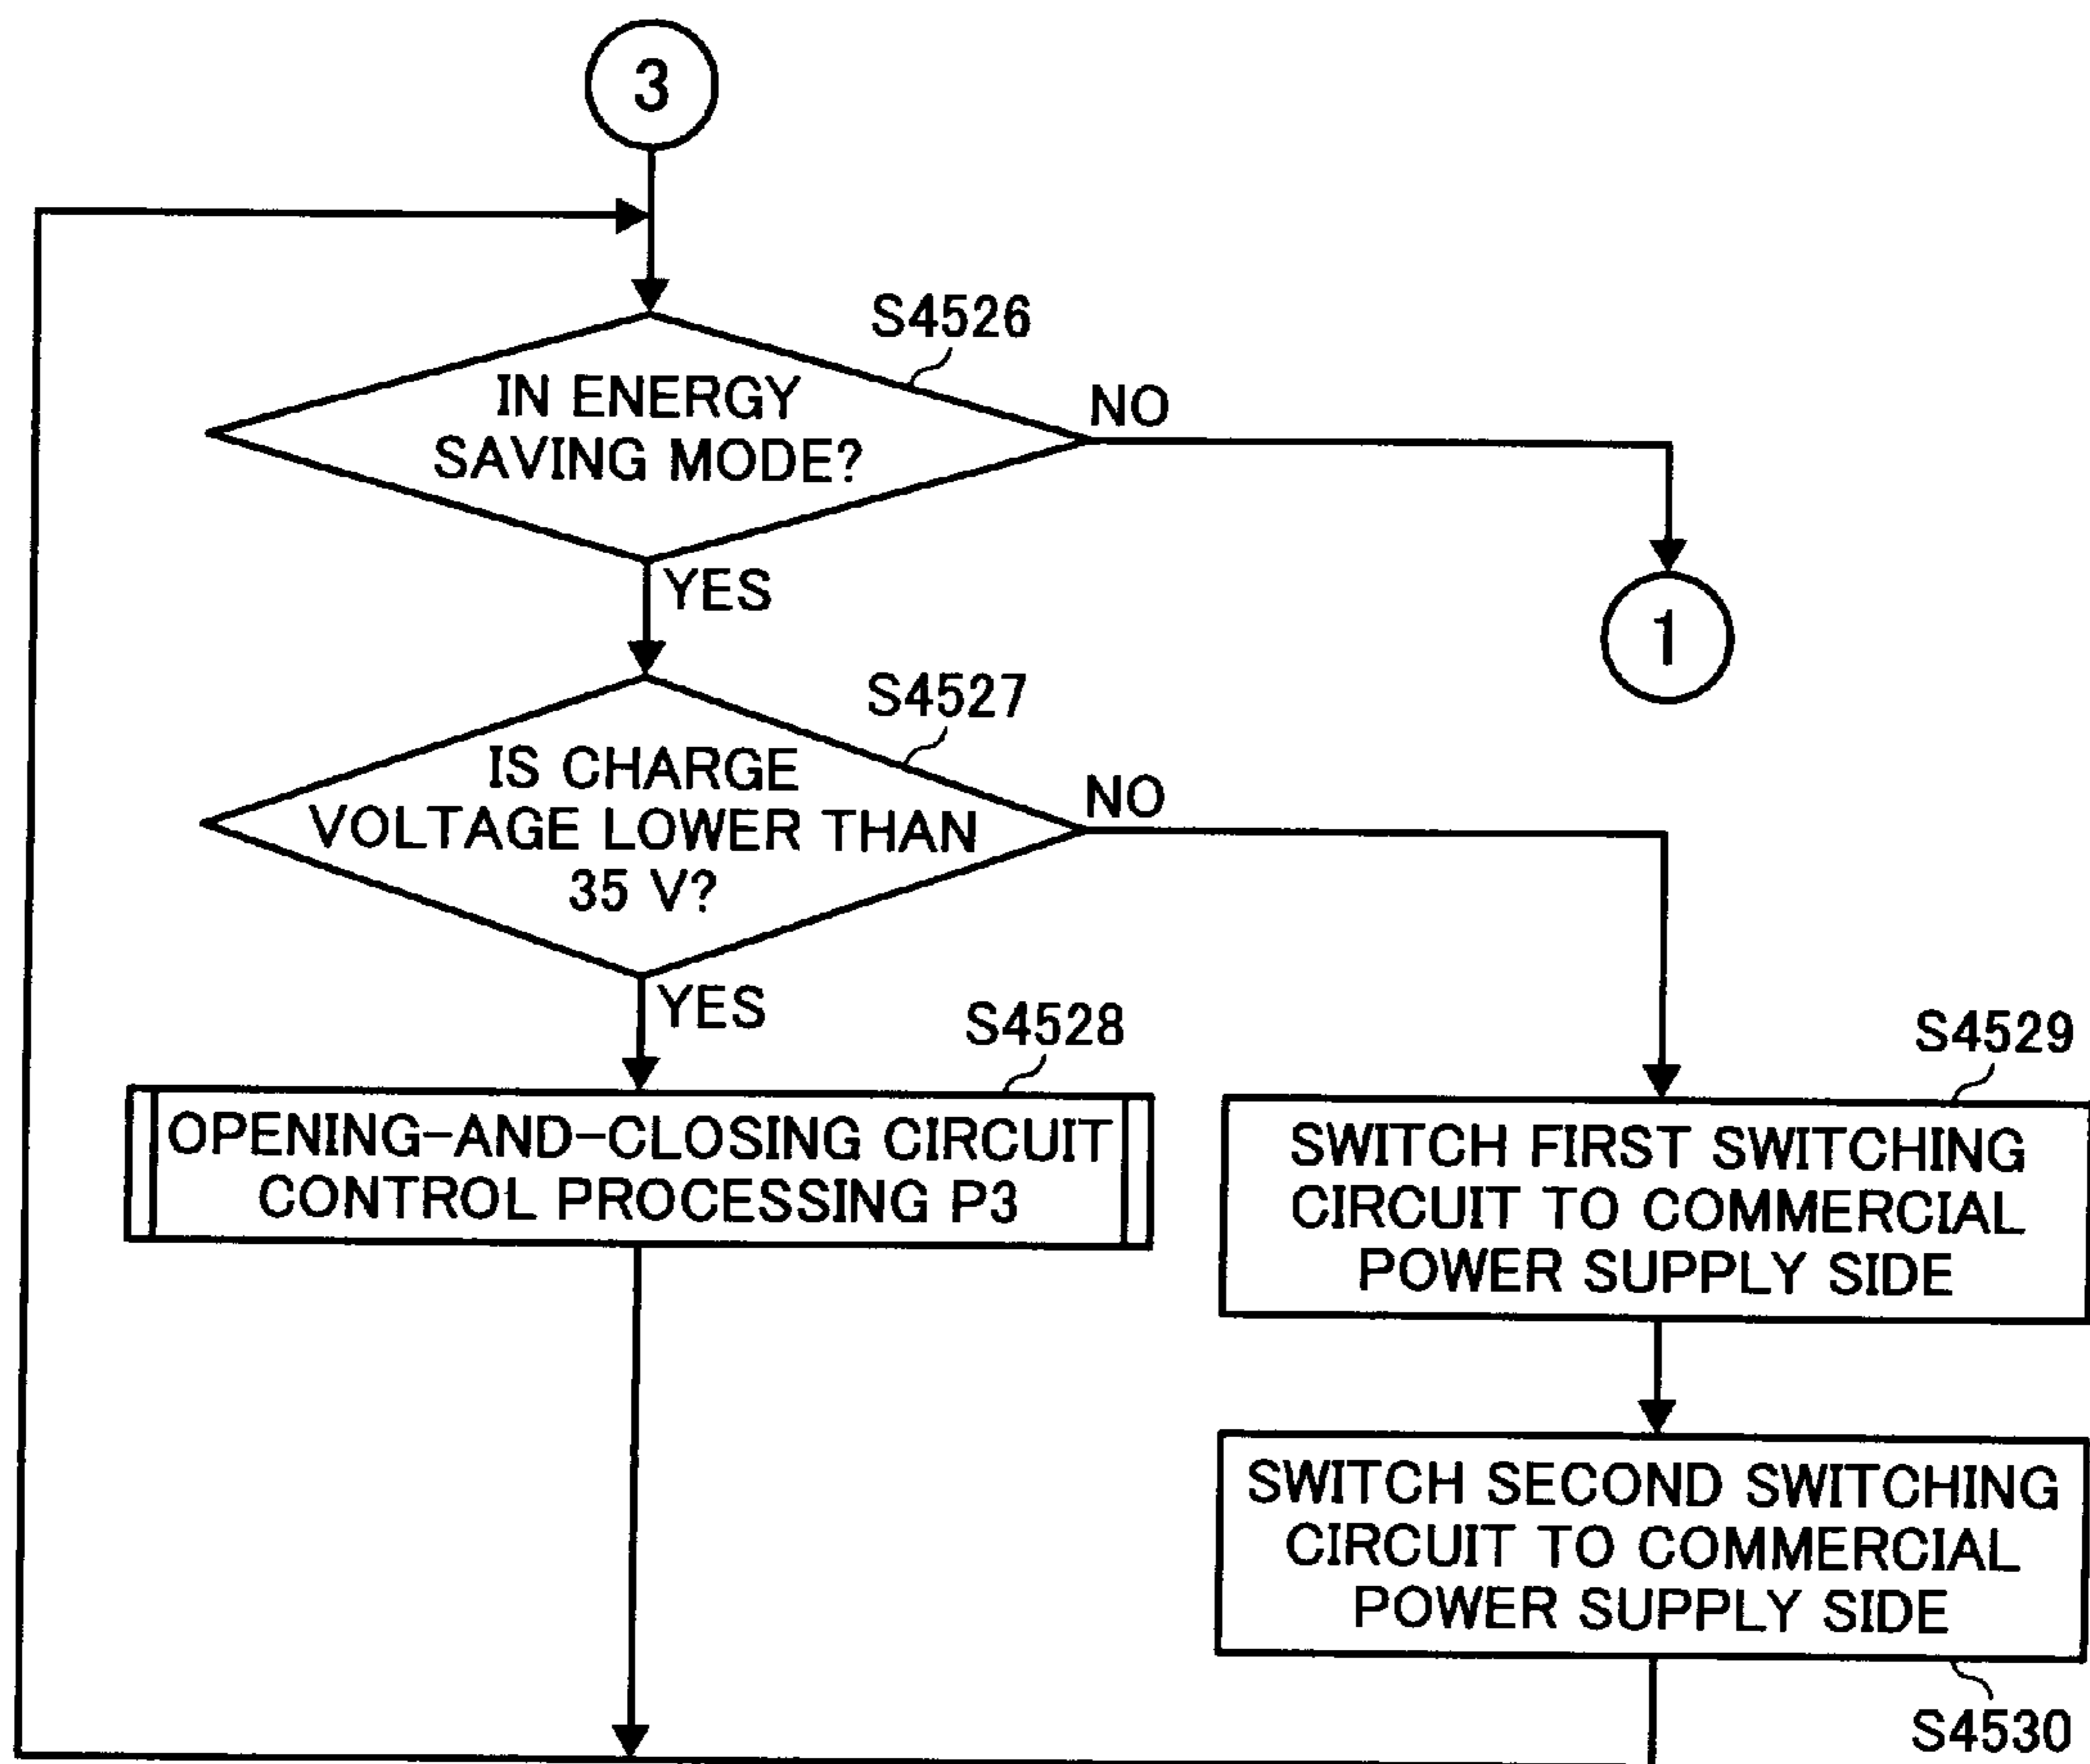 3
S4526
IN ENERGY
SAVING MODE?
NO
YES
1
S4527
IS CHARGE
VOLTAGE LOWER THAN
35 V?
NO
YES
S4528
OPENING-AND-CLOSING CIRCUIT
CONTROL PROCESSING P3
S4529
SWITCH FIRST SWITCHING
CIRCUIT TO COMMERCIAL
POWER SUPPLY SIDE
SWITCH SECOND SWITCHING
CIRCUIT TO COMMERCIAL
POWER SUPPLY SIDE
S4530